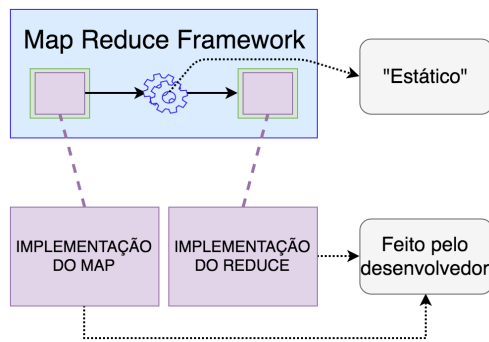 Map Reduce Framework
"Estático"
IMPLEMENTAÇÃO
DO MAP
IMPLEMENTAÇÃO
DO REDUCE
Feito pelo
desenvolvedor